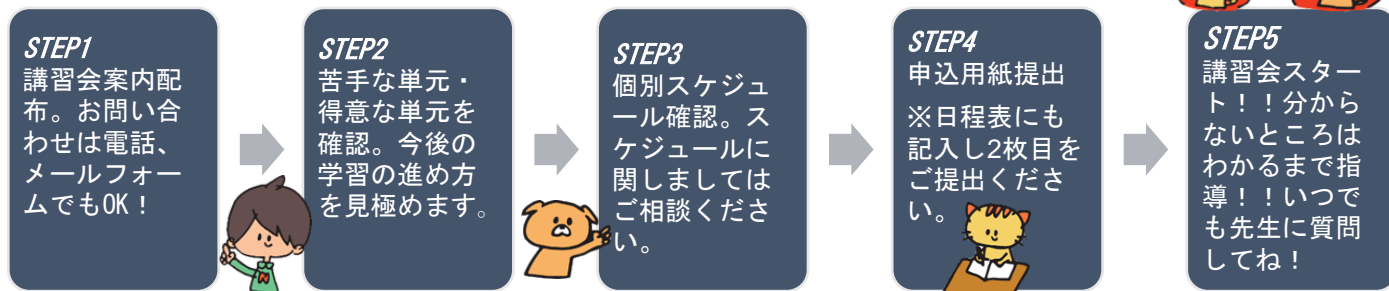 STEP1
講習会案内配
布。お問い合
わせは電話、
メールフォー
ムでもOK！
STEP2
苦手な単元・
得意な単元を
確認。今後の
学習の進め方
を見極めます。
STEP3
個別スケジュ
ール確認。ス
ケジュールに
関しましては
ご相談くださ
い。
STEP4
申込用紙提出
※日程表にも
記入し2枚目を
ご提出くださ
い。
STEP5
講習会スター
ト！！分から
ないところは
わかるまで指
導！！いつで
も先生に質問
してね！
N